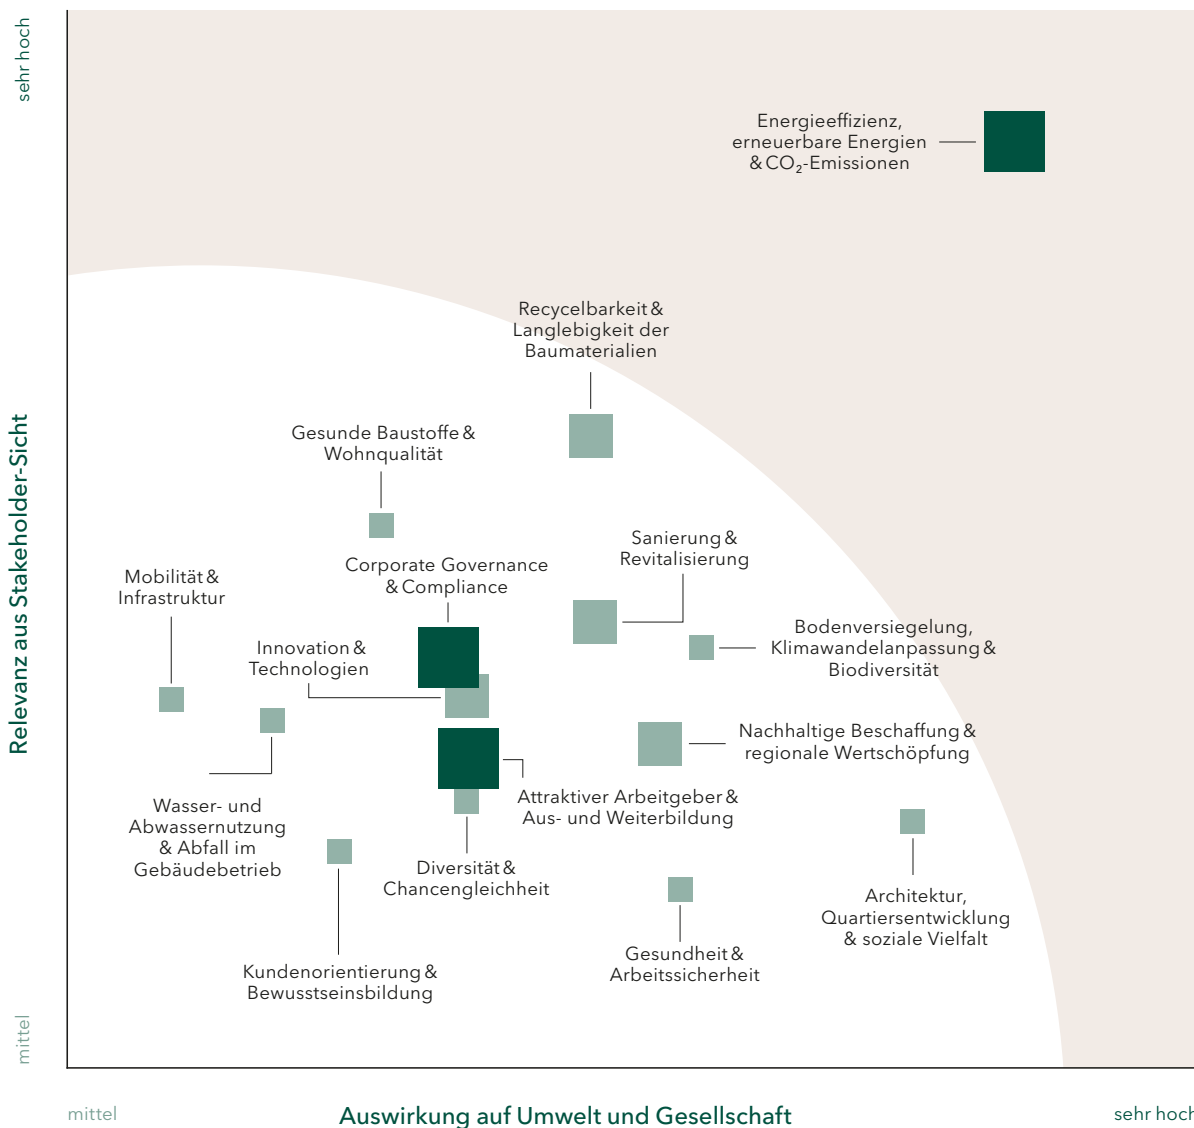 sehr hoch
Energieeffizienz,
erneuerbare Energien
& CO₂-Emissionen
Recycelbarkeit &
Langlebigkeit der
Baumaterialien
Gesunde Baustoffe &
Wohnqualität
Sanierung &
Revitalisierung
Corporate Governance
& Compliance
Mobilität &
Infrastruktur
Innovation &
Technologien
Bodenversiegelung,
Klimawandelanpassung &
Biodiversität
Relevanz aus Stakeholder-Sicht
Nachhaltige Beschaffung &
regionale Wertschöpfung
Attraktiver Arbeitgeber &
Aus- und Weiterbildung
Wasser- und
Abwassernutzung
& Abfall im
Gebäudebetrieb
Diversität &
Chancengleichheit
Architektur,
Quartiersentwicklung
& soziale Vielfalt
Gesundheit &
Arbeitssicherheit
Kundenorientierung &
Bewusstseinsbildung
mittel
mittel
Auswirkung auf Umwelt und Gesellschaft
sehr hoch